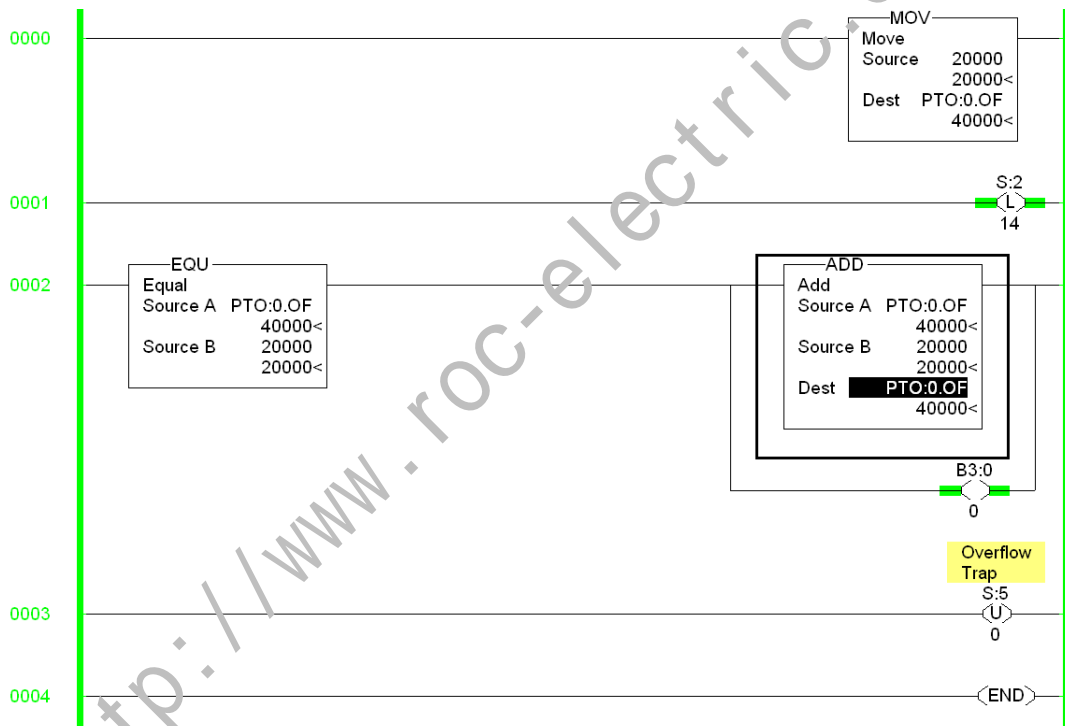 0000
MOV
Move
Source 20000
20000<
Dest PTO:0.OF
40000<
0001
S:2
L
14
0002
EQU
Equal
Source A PTO:0.OF
40000<
Source B 20000
20000<
ADD
Add
Source A PTO:0.OF
40000<
Source B 20000
20000<
Dest PTO:0.OF
40000<
B3:0
0
Overflow
Trap
0003
S:5
U
0
0004
END
tp://www.roc-electric.